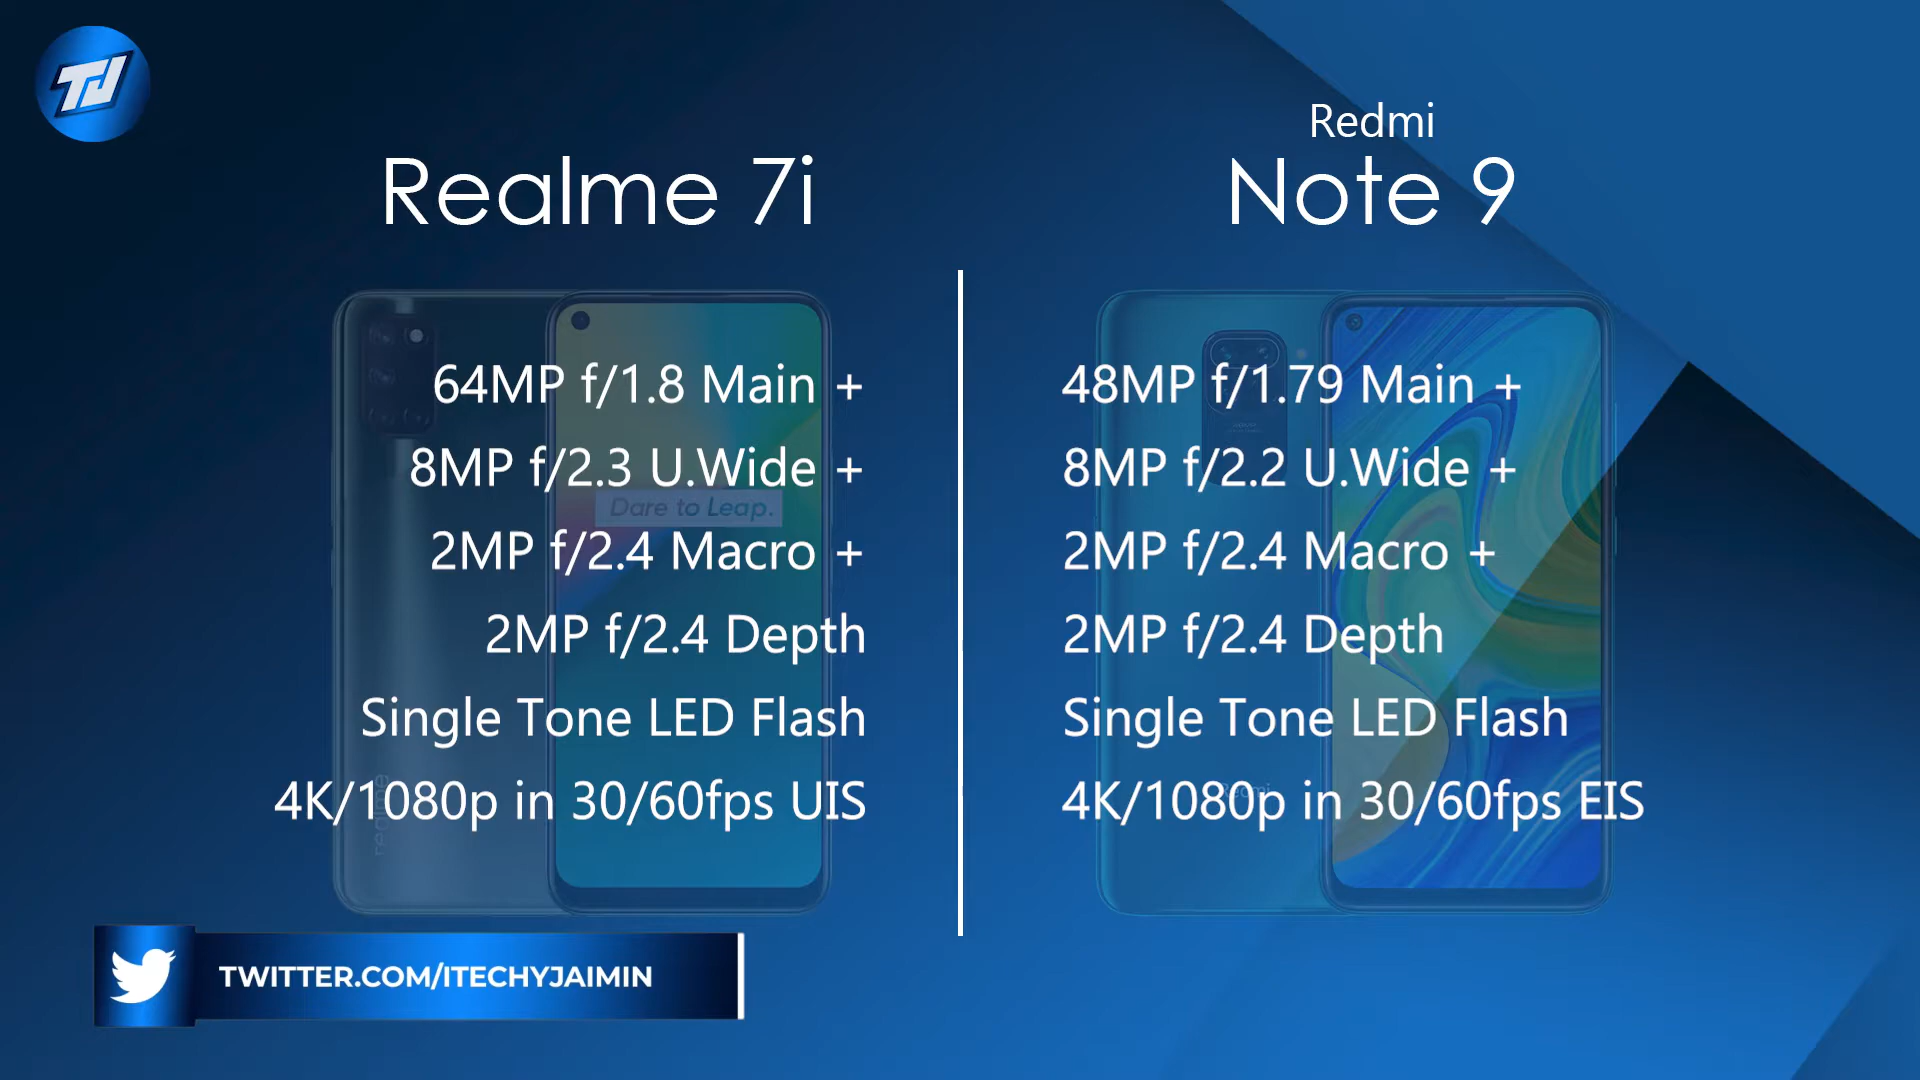 TJ
Realme 7i
64MP f/1.8 Main +
8MP f/2.3 U.Wide +
Dare to Leap.
2MP f/2.4 Macro +
2MP f/2.4 Depth
Single Tone LED Flash
4K/1080p in 30/60fps UIS
realme
Redmi
Note 9
48MP f/1.79 Main +
8MP f/2.2 U.Wide +
2MP f/2.4 Macro +
2MP f/2.4 Depth
Single Tone LED Flash
4K/1080p in 30/60fps EIS
Redmi
TWITTER.COM/ITECHYJAIMIN